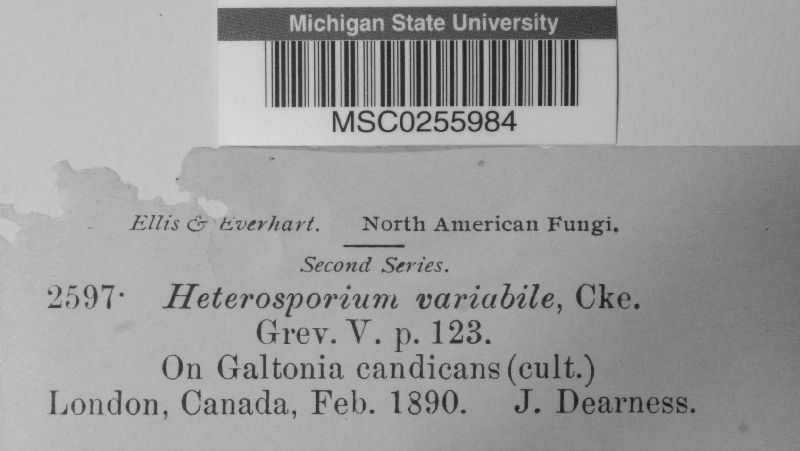 Michigan State University
MSC0255984
Ellis & Everhart. North American Fungi.
Second Series.
2597. Heterosporium variabile, Cke.
Grev. V. p. 123.
On Galtonia candicans (cult.)
London, Canada, Feb. 1890. J. Dearness.